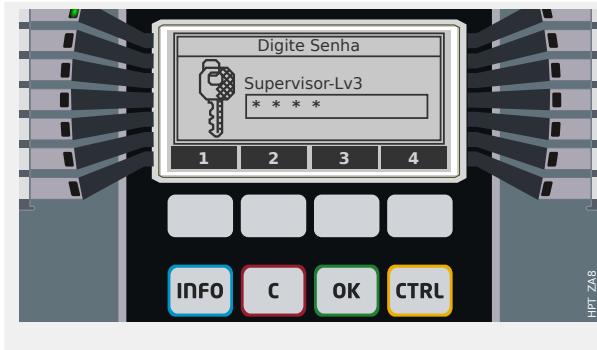 Digite Senha
Supervisor-Lv3
* * * *
1 2 3 4
INFO C OK CTRL
HPT_ZA8